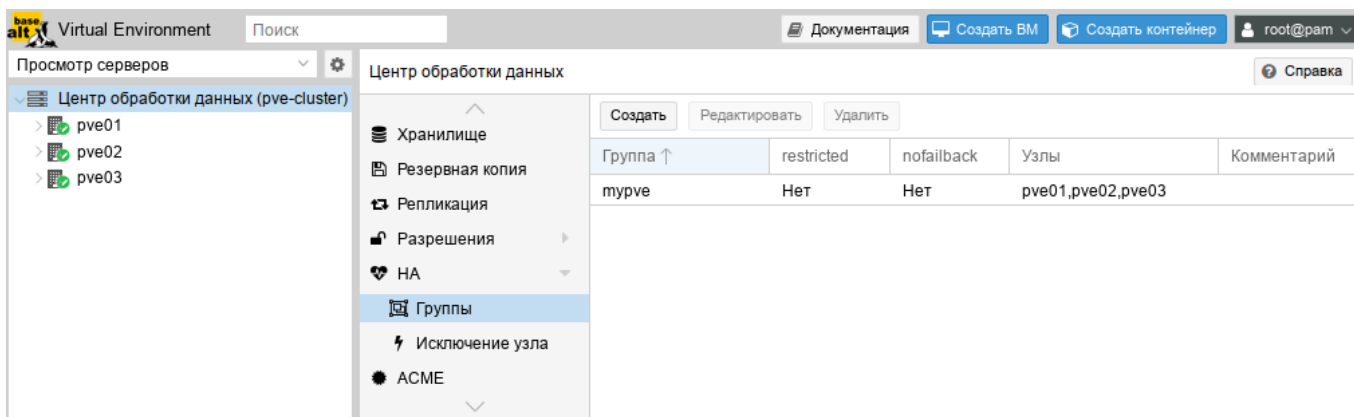 base alt Virtual Environment Поиск Документация Создать ВМ Создать контейнер root@pam
Просмотр серверов
Центр обработки данных (pve-cluster)
pve01
pve02
pve03
Центр обработки данных Справка
Хранилище
Резервная копия
Репликация
Разрешения
HA
Группы
Исключение узла
ACME
Создать Редактировать Удалить
Группа ↑ restricted nofailback Узлы Комментарий
mypve Нет Нет pve01,pve02,pve03